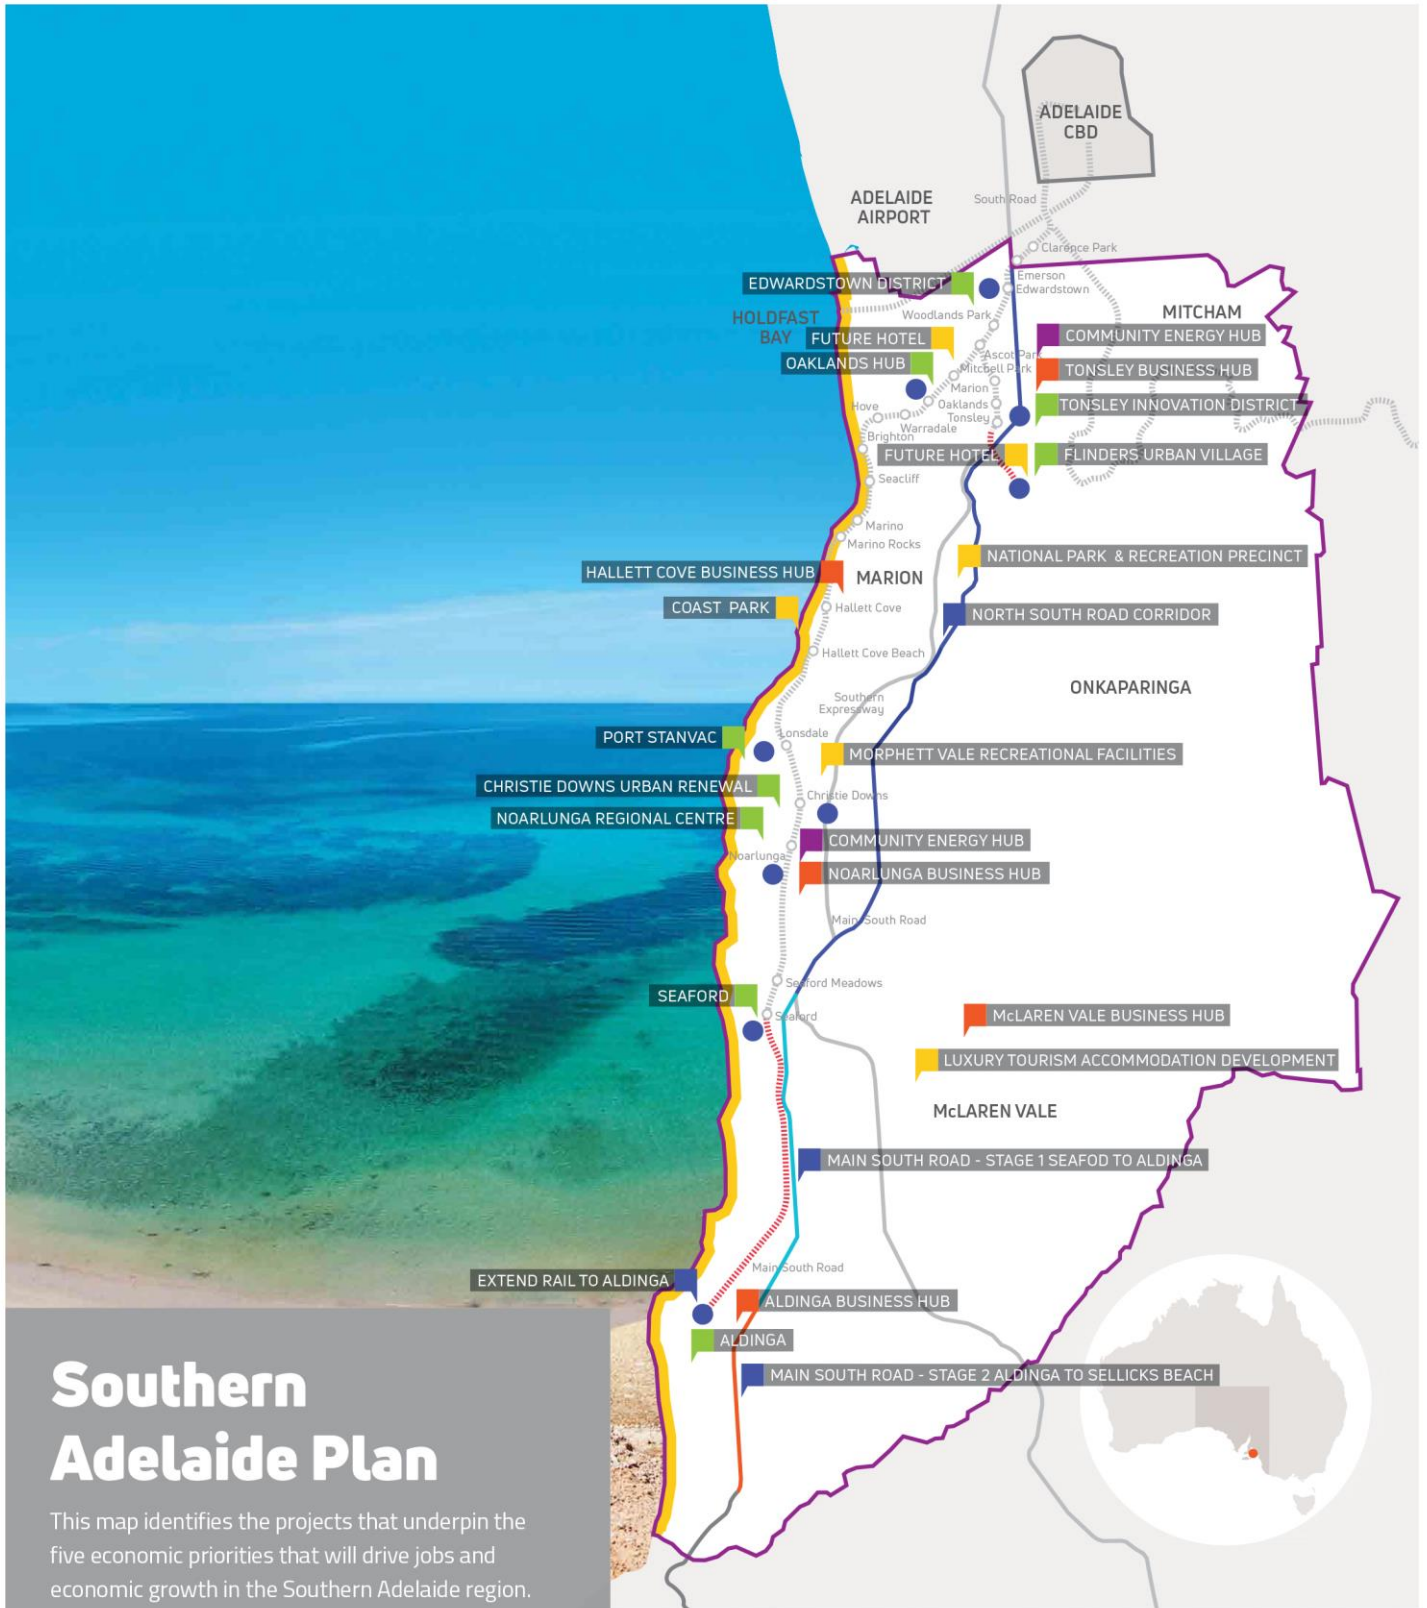 ADELAIDE
CBD
ADELAIDE
AIRPORT
South Road
Clarence Park
EDWARDSTOWN DISTRICT
Emerson
Edwardstown
HOLDFAST
BAY
Woodlands Park
MITCHAM
FUTURE HOTEL
COMMUNITY ENERGY HUB
OAKLANDS HUB
Ascot Park
Mitchell Park
TONSLEY BUSINESS HUB
Marion
Hove
Oaklands
TONSLEY INNOVATION DISTRICT
Tonsley
Warradale
Brighton
FUTURE HOTEL
FLINDERS URBAN VILLAGE
Seacliff
Marino
Marino Rocks
NATIONAL PARK & RECREATION PRECINCT
HALLETT COVE BUSINESS HUB
MARION
COAST PARK
Hallett Cove
NORTH SOUTH ROAD CORRIDOR
Hallett Cove Beach
ONKAPARINGA
Southern
Expressway
PORT STANVAC
Lonsdale
MORPHETT VALE RECREATIONAL FACILITIES
CHRISTIE DOWNS URBAN RENEWAL
Christie Downs
NOARLUNGA REGIONAL CENTRE
COMMUNITY ENERGY HUB
Noarlunga
NOARLUNGA BUSINESS HUB
Main South Road
Seaford Meadows
SEAFORD
Seaford
McLAREN VALE BUSINESS HUB
LUXURY TOURISM ACCOMMODATION DEVELOPMENT
McLAREN VALE
MAIN SOUTH ROAD - STAGE 1 SEAFOD TO ALDINGA
Main South Road
EXTEND RAIL TO ALDINGA
ALDINGA BUSINESS HUB
ALDINGA
MAIN SOUTH ROAD - STAGE 2 ALDINGA TO SELLICKS BEACH
Southern
Adelaide Plan
This map identifies the projects that underpin the
five economic priorities that will drive jobs and
economic growth in the Southern Adelaide region.